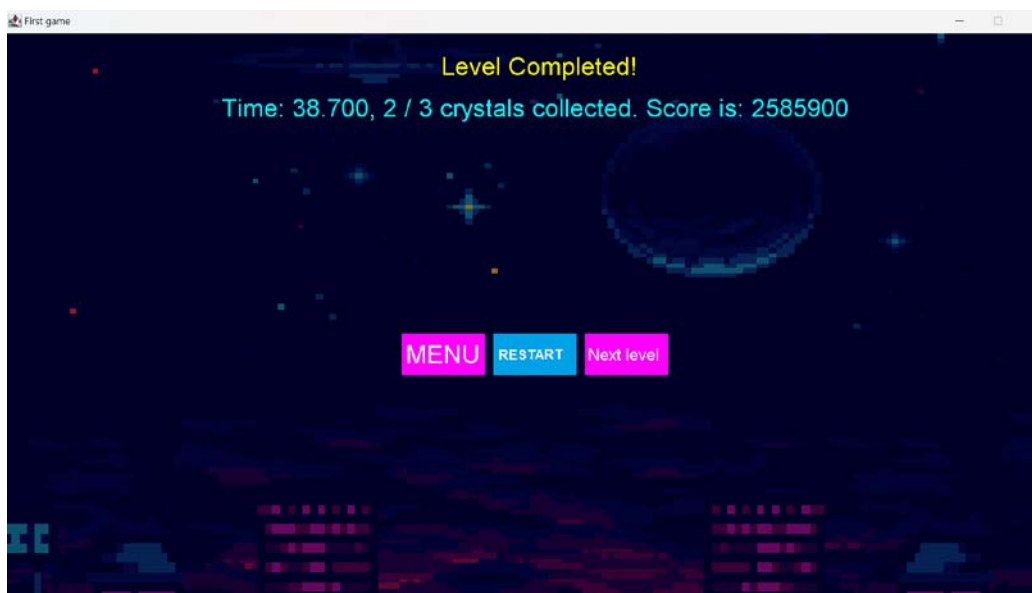 First game
Level Completed!
Time: 38.700, 2 / 3 crystals collected. Score is: 2585900
MENU RESTART Next level